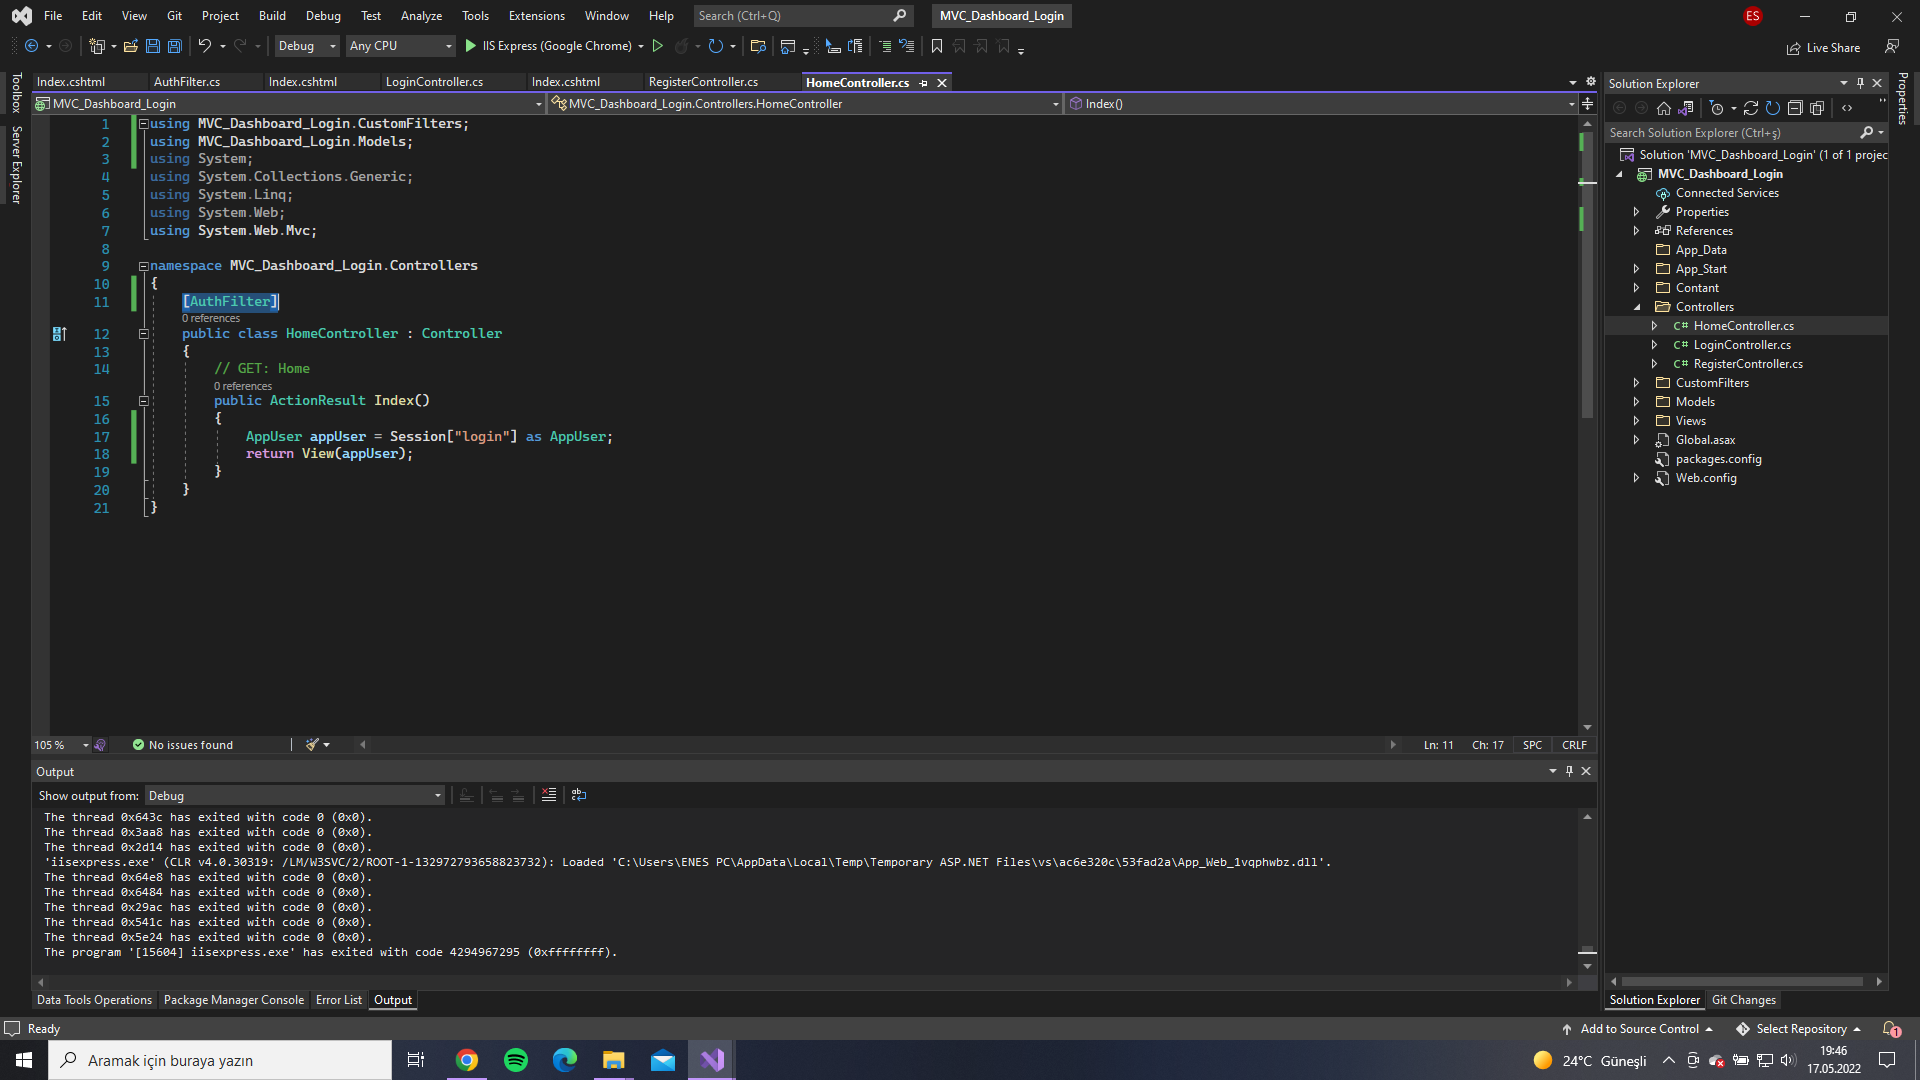 File Edit View Git Project Build Debug Test Analyze Tools Extensions Window Help Search (Ctrl+Q) MVC_Dashboard_Login ES
Debug Any CPU IIS Express (Google Chrome) Live Share
Index.cshtml AuthFilter.cs Index.cshtml LoginController.cs Index.cshtml RegisterController.cs HomeController.cs
MVC_Dashboard_Login MVC_Dashboard_Login.Controllers.HomeController Index()
Toolbox
Server Explorer
1 using MVC_Dashboard_Login.CustomFilters;
2 using MVC_Dashboard_Login.Models;
3 using System;
4 using System.Collections.Generic;
5 using System.Linq;
6 using System.Web;
7 using System.Web.Mvc;
8
9 namespace MVC_Dashboard_Login.Controllers
10 {
11 [AuthFilter]
0 references
12 public class HomeController : Controller
13 {
14 // GET: Home
0 references
15 public ActionResult Index()
16 {
17 AppUser appUser = Session["login"] as AppUser;
18 return View(appUser);
19 }
20 }
21 }
105 % No issues found Ln: 11 Ch: 17 SPC CRLF
Output
Show output from: Debug
The thread 0x643c has exited with code 0 (0x0).
The thread 0x3aa8 has exited with code 0 (0x0).
The thread 0x2d14 has exited with code 0 (0x0).
'iisexpress.exe' (CLR v4.0.30319: /LM/W3SVC/2/ROOT-1-132972793658823732): Loaded 'C:\Users\ENES PC\AppData\Local\Temp\Temporary ASP.NET Files\vs\ac6e320c\53fad2a\App_Web_1vqphwbz.dll'.
The thread 0x64e8 has exited with code 0 (0x0).
The thread 0x6484 has exited with code 0 (0x0).
The thread 0x29ac has exited with code 0 (0x0).
The thread 0x541c has exited with code 0 (0x0).
The thread 0x5e24 has exited with code 0 (0x0).
The program '[15604] iisexpress.exe' has exited with code 4294967295 (0xffffffff).
Data Tools Operations Package Manager Console Error List Output
Solution Explorer
Search Solution Explorer (Ctrl+ş)
Solution 'MVC_Dashboard_Login' (1 of 1 projec
MVC_Dashboard_Login
Connected Services
Properties
References
App_Data
App_Start
Contant
Controllers
C# HomeController.cs
C# LoginController.cs
C# RegisterController.cs
CustomFilters
Models
Views
Global.asax
packages.config
Web.config
Solution Explorer Git Changes
Properties
Ready Add to Source Control Select Repository 1
Aramak için buraya yazın 24°C Güneşli 19:46
17.05.2022